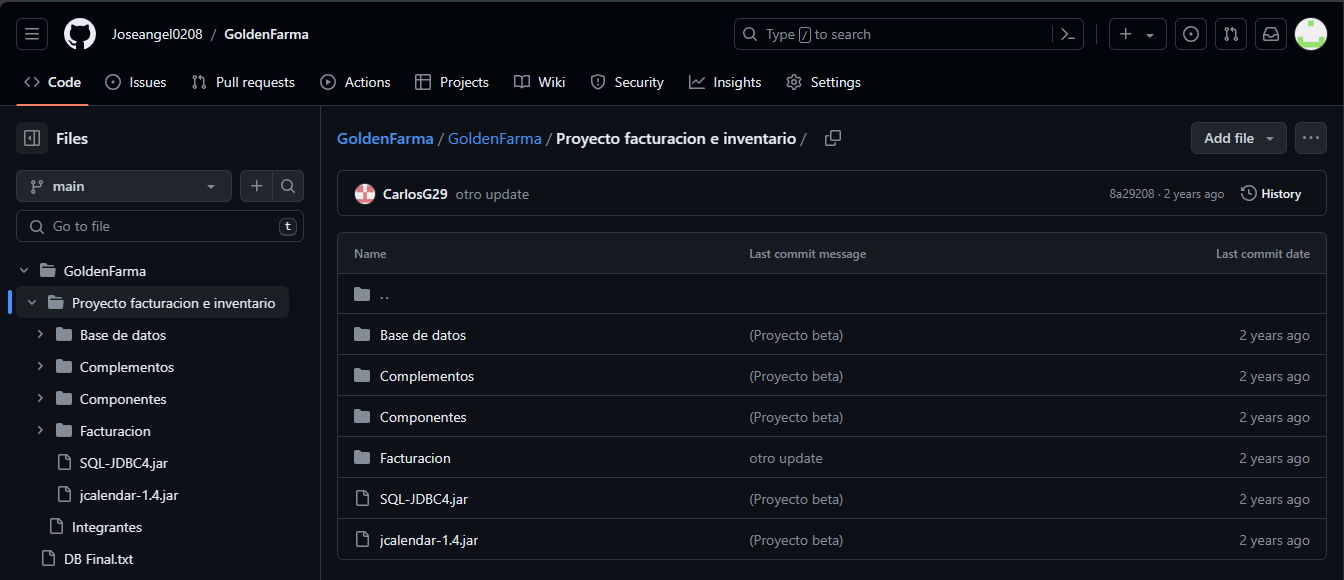 Joseangel0208 / GoldenFarma
Type / to search
Code Issues Pull requests Actions Projects Wiki Security Insights Settings
Files
main
Go to file t
GoldenFarma
Proyecto facturacion e inventario
Base de datos
Complementos
Componentes
Facturacion
SQL-JDBC4.jar
jcalendar-1.4.jar
Integrantes
DB Final.txt
GoldenFarma / GoldenFarma / Proyecto facturacion e inventario /
Add file
CarlosG29 otro update 8a29208 · 2 years ago History
Name Last commit message Last commit date
..
Base de datos (Proyecto beta) 2 years ago
Complementos (Proyecto beta) 2 years ago
Componentes (Proyecto beta) 2 years ago
Facturacion otro update 2 years ago
SQL-JDBC4.jar (Proyecto beta) 2 years ago
jcalendar-1.4.jar (Proyecto beta) 2 years ago